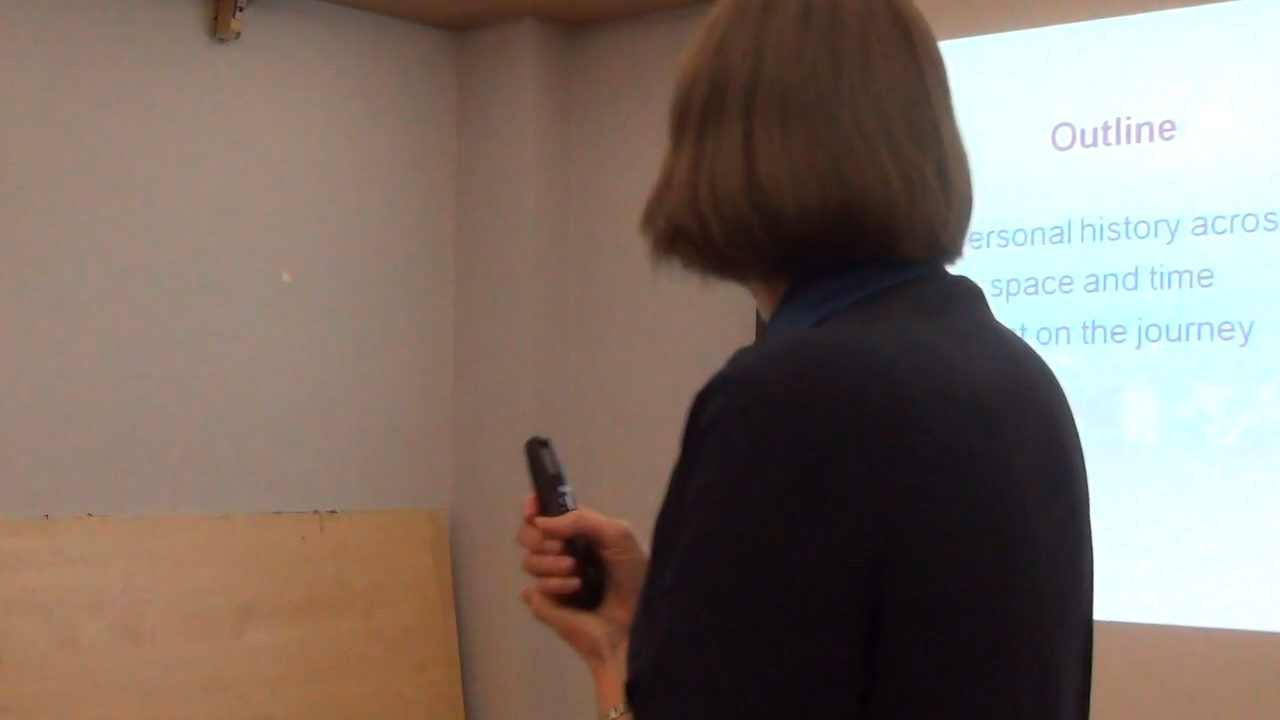 Outline
ersonal history acros
space and time
t on the journey